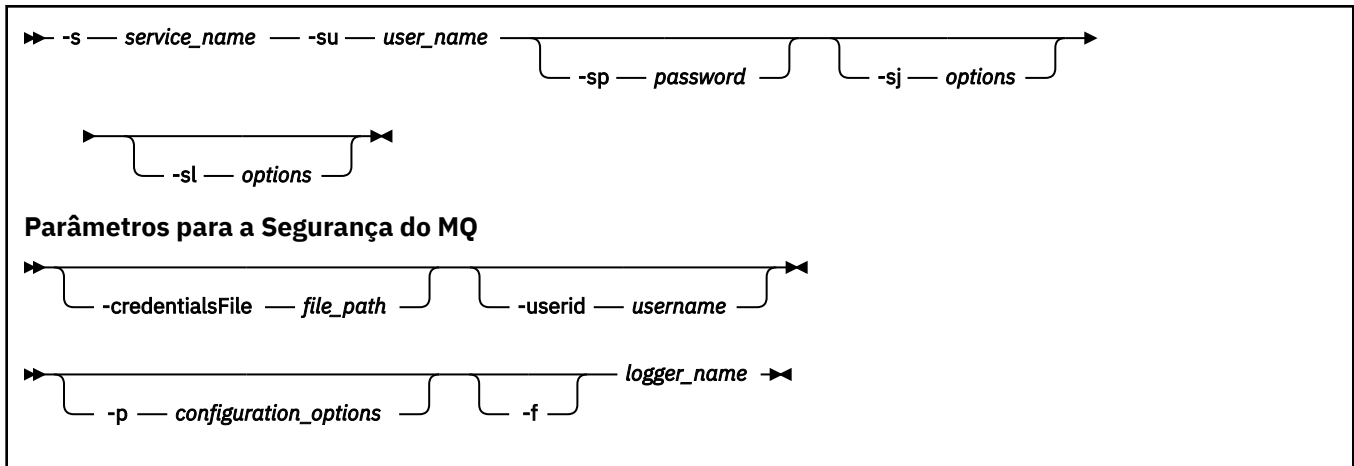 -s service_name -su user_name
-sp password -sj options
-sl options
Parâmetros para a Segurança do MQ
-credentialsFile file_path -userid username
logger_name
-p configuration_options -f